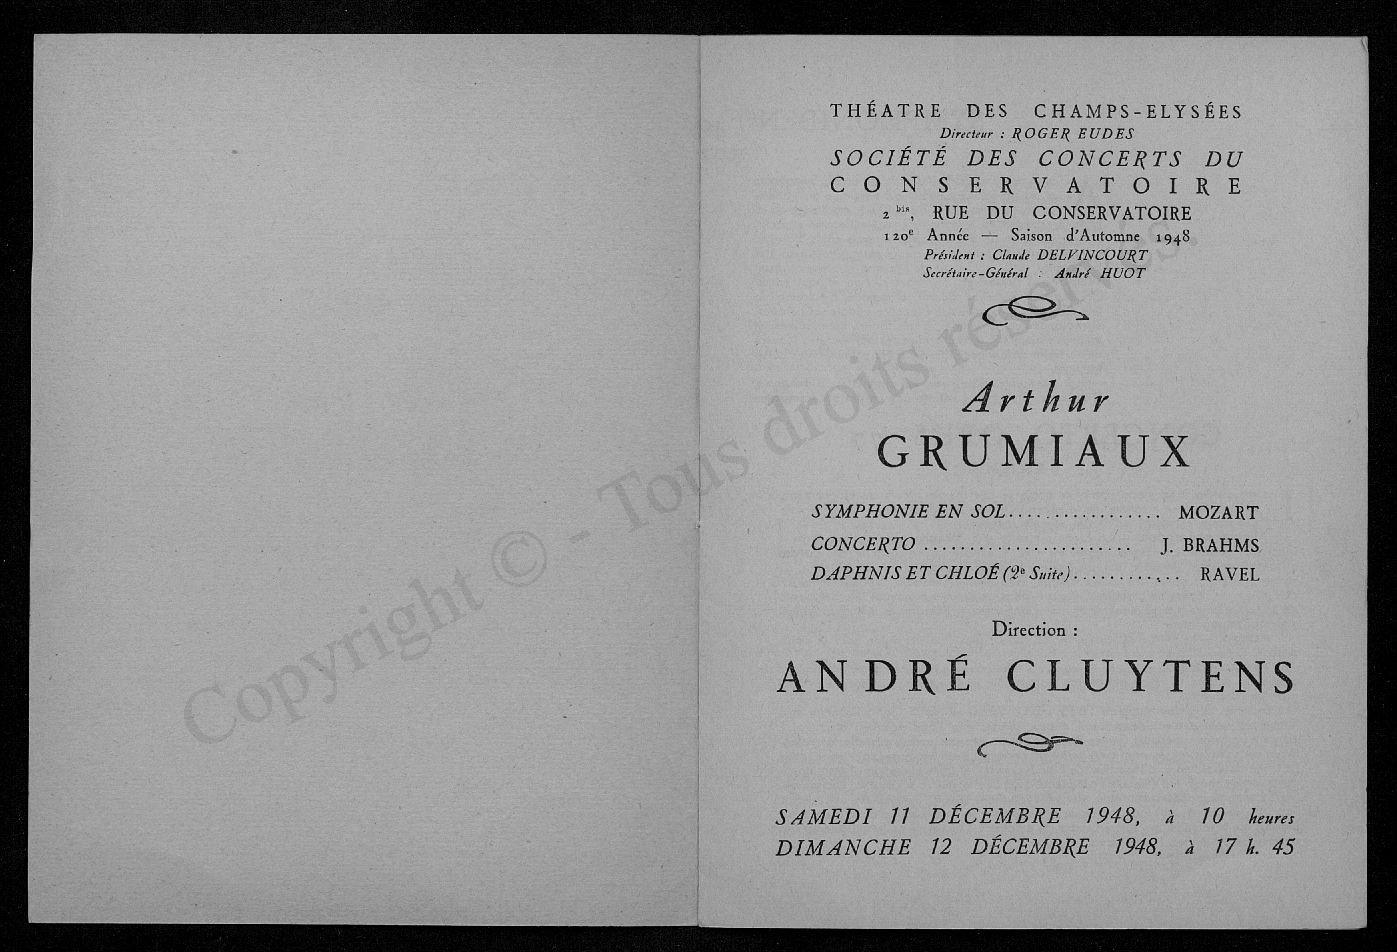 THÉATRE DES CHAMPS-ELYSÉES
Directeur : ROGER EUDES
SOCIÉTÉ DES CONCERTS DU
CONSERVATOIRE
2 bis, RUE DU CONSERVATOIRE
120e Année — Saison d'Automne 1948
Président : Claude DELVINCOURT
Secrétaire-Général : André HUOT
Arthur
GRUMIAUX
SYMPHONIE EN SOL................. MOZART
CONCERTO ....................... J. BRAHMS
DAPHNIS ET CHLOÉ (2e Suite)............ RAVEL
Direction :
ANDRÉ CLUYTENS
SAMEDI 11 DÉCEMBRE 1948, à 10 heures
DIMANCHE 12 DÉCEMBRE 1948, à 17 h. 45
Copyright © - Tous droits réservés.